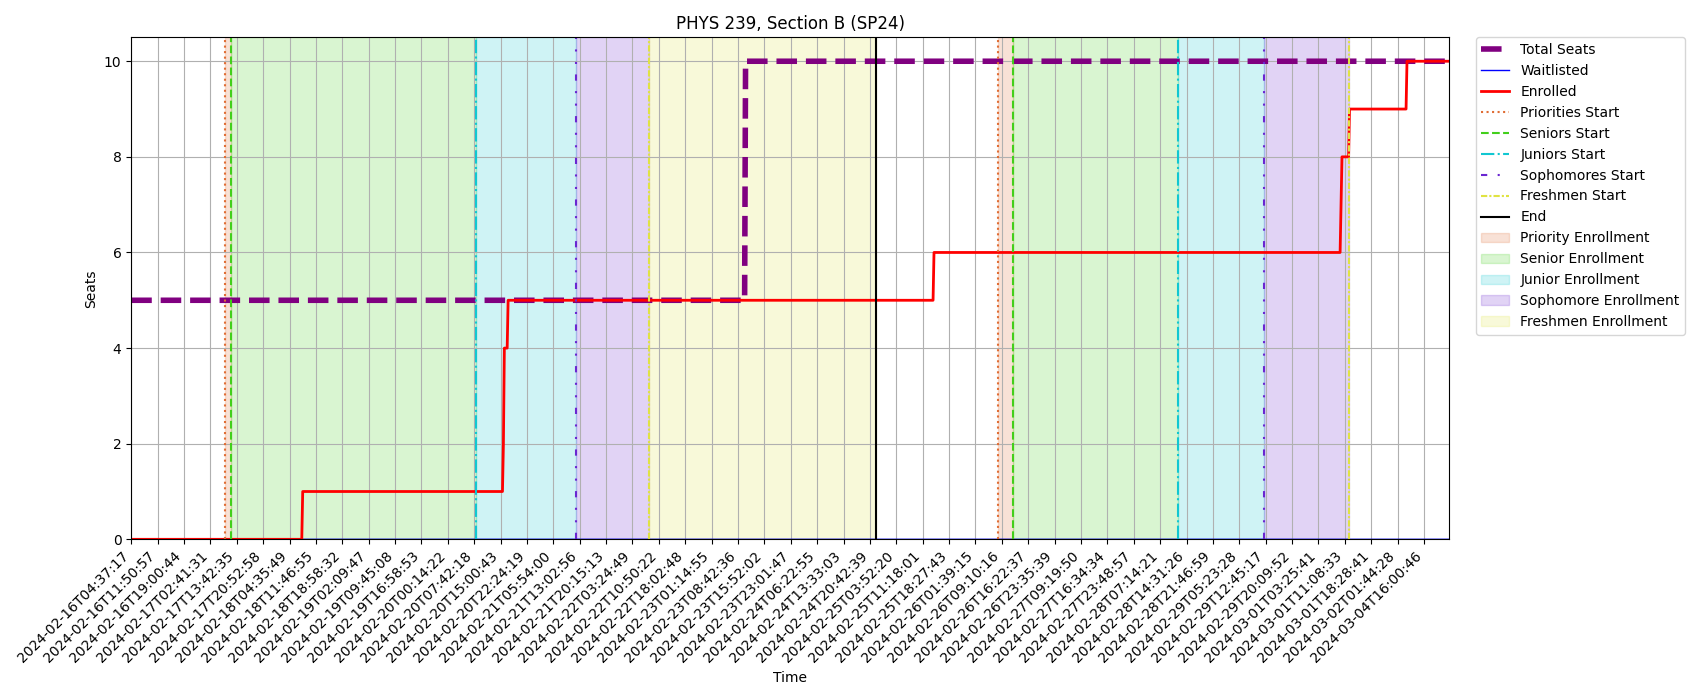 PHYS 239, Section B (SP24)
10
8
6
4
2
0
Seats
2024-02-16T04:37:17
2024-02-16T11:50:57
2024-02-16T19:00:44
2024-02-17T02:41:31
2024-02-17T13:42:35
2024-02-17T20:52:58
2024-02-18T04:35:49
2024-02-18T11:46:55
2024-02-18T18:58:32
2024-02-19T02:09:47
2024-02-19T09:45:08
2024-02-19T16:58:53
2024-02-20T00:14:22
2024-02-20T07:42:18
2024-02-20T15:00:43
2024-02-20T22:24:19
2024-02-21T05:54:00
2024-02-21T13:02:56
2024-02-21T20:15:13
2024-02-22T03:24:49
2024-02-22T10:50:22
2024-02-22T18:02:48
2024-02-23T01:14:55
2024-02-23T08:42:36
2024-02-23T15:52:02
2024-02-23T23:01:47
2024-02-24T06:22:55
2024-02-24T13:33:03
2024-02-24T20:42:39
2024-02-25T03:52:20
2024-02-25T11:18:01
2024-02-25T18:27:43
2024-02-26T01:39:15
2024-02-26T09:10:16
2024-02-26T16:22:37
2024-02-26T23:35:39
2024-02-27T09:19:50
2024-02-27T16:34:34
2024-02-27T23:48:57
2024-02-28T07:14:21
2024-02-28T14:31:26
2024-02-28T21:46:59
2024-02-29T05:23:28
2024-02-29T12:45:17
2024-02-29T20:09:52
2024-03-01T03:25:41
2024-03-01T11:08:33
2024-03-01T18:28:41
2024-03-02T01:44:28
2024-03-04T16:00:46
Time
Total Seats
Waitlisted
Enrolled
Priorities Start
Seniors Start
Juniors Start
Sophomores Start
Freshmen Start
End
Priority Enrollment
Senior Enrollment
Junior Enrollment
Sophomore Enrollment
Freshmen Enrollment